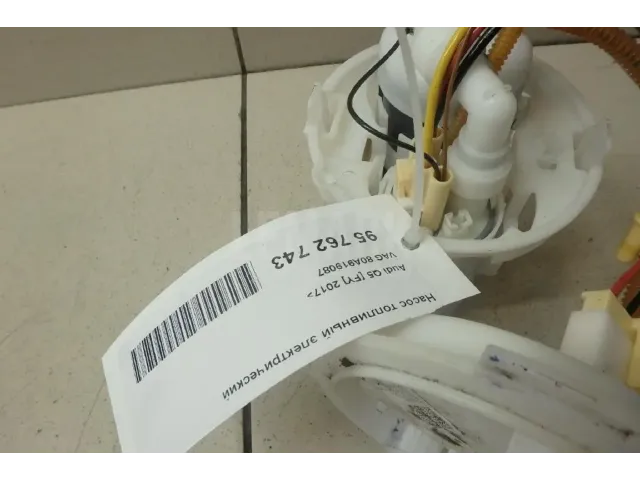 Насос топливный электрический
Audi Q5 [FY] 2017>
VAG 80A919087
95 762 743